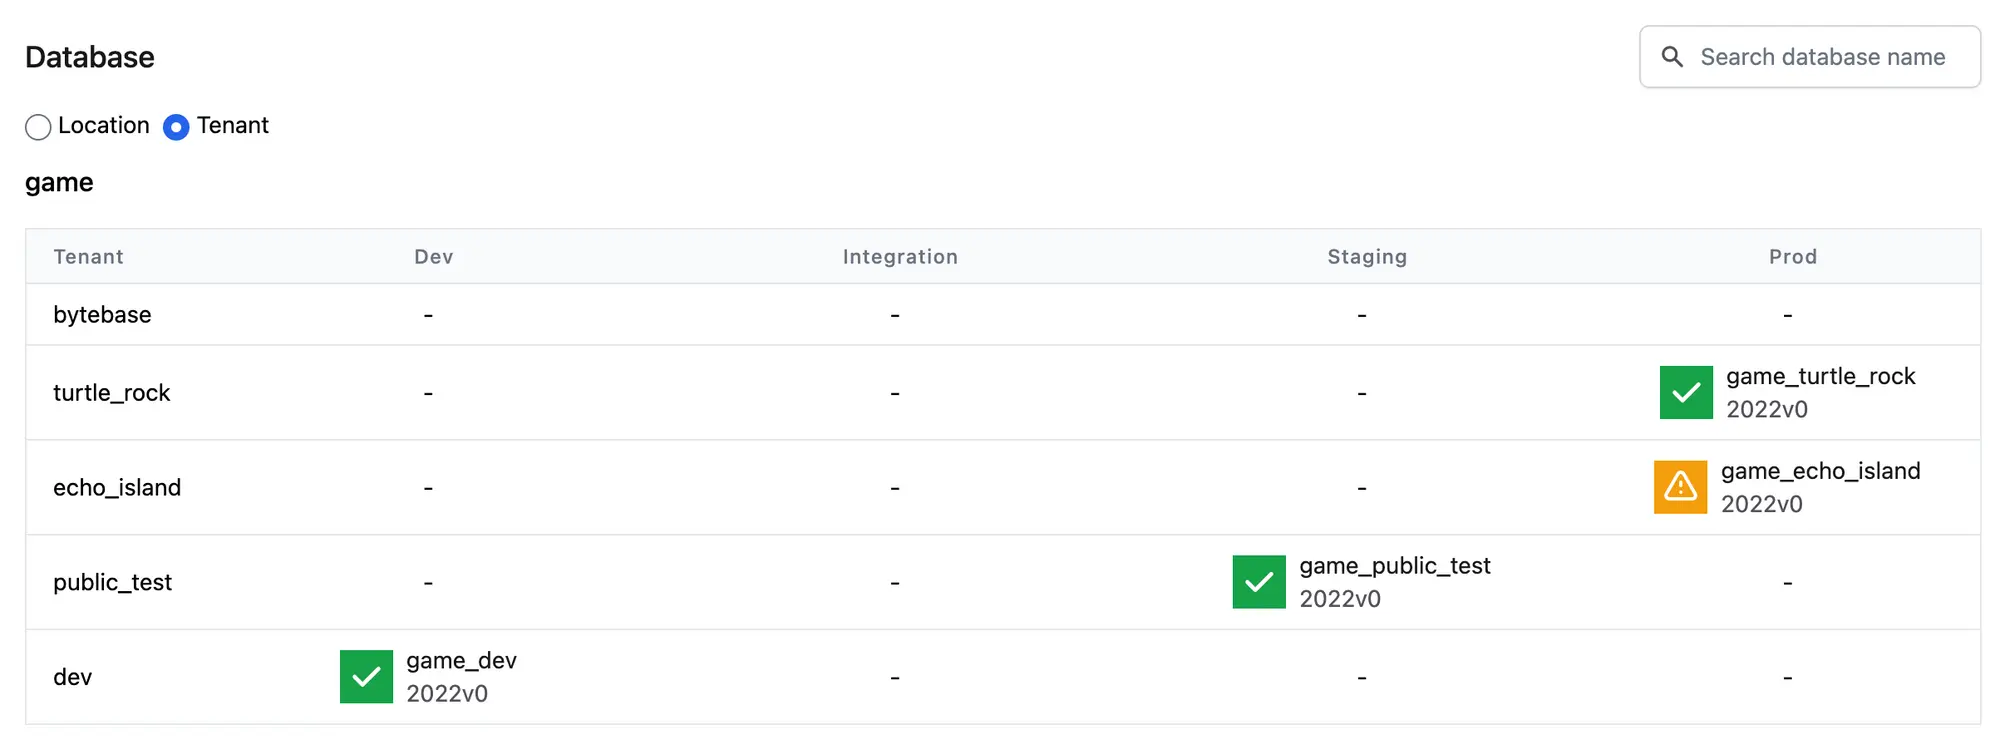 Database
Search database name
Location Tenant
game
Tenant Dev Integration Staging Prod
bytebase - - - -
turtle_rock - - - game_turtle_rock
2022v0
echo_island - - - game_echo_island
2022v0
public_test - - game_public_test -
2022v0
dev game_dev - - -
2022v0